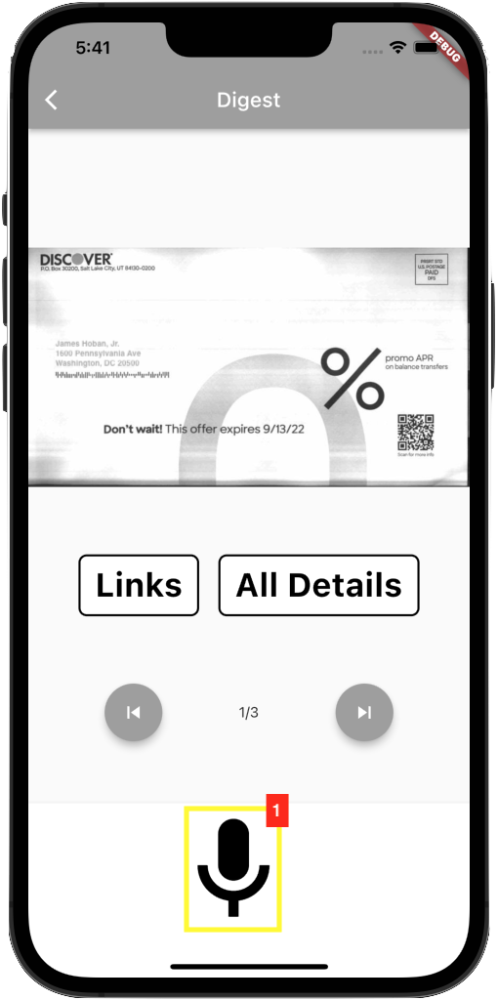 5:41
DEBUG
Digest
DISCOVER
P.O. Box 30200, Salt Lake City, UT 84130-0200
PRSRT STD
U.S. POSTAGE
PAID
DFS
James Hoban, Jr.
1600 Pennsylvania Ave
Washington, DC 20500
0%
promo APR
on balance transfers
Don't wait! This offer expires 9/13/22
Scan for more info
Links
All Details
1/3
1